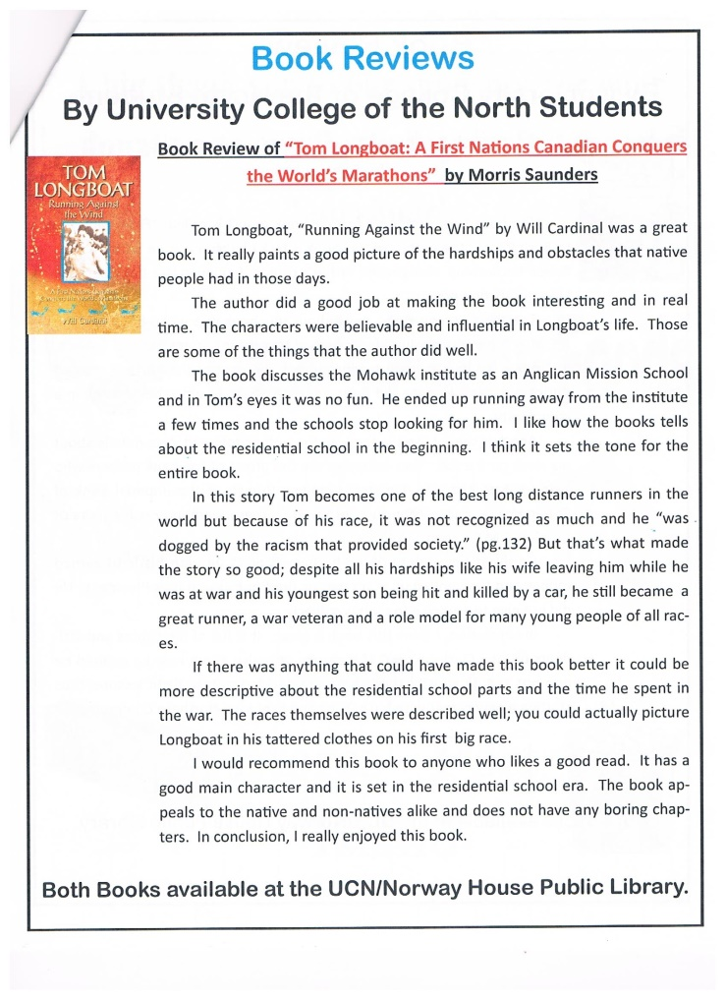 Book Reviews
By University College of the North Students
Book Review of “Tom Longboat: A First Nations Canadian Conquers
the World’s Marathons” by Morris Saunders
TOM
LONGBOAT
Running Against
the Wind
Will Cardinal
Tom Longboat, “Running Against the Wind” by Will Cardinal was a great
book. It really paints a good picture of the hardships and obstacles that native
people had in those days.
The author did a good job at making the book interesting and in real
time. The characters were believable and influential in Longboat’s life. Those
are some of the things that the author did well.
The book discusses the Mohawk institute as an Anglican Mission School
and in Tom’s eyes it was no fun. He ended up running away from the institute
a few times and the schools stop looking for him. I like how the books tells
about the residential school in the beginning. I think it sets the tone for the
entire book.
In this story Tom becomes one of the best long distance runners in the
world but because of his race, it was not recognized as much and he “was
dogged by the racism that provided society.” (pg.132) But that’s what made
the story so good; despite all his hardships like his wife leaving him while he
was at war and his youngest son being hit and killed by a car, he still became a
great runner, a war veteran and a role model for many young people of all rac-
es.
If there was anything that could have made this book better it could be
more descriptive about the residential school parts and the time he spent in
the war. The races themselves were described well; you could actually picture
Longboat in his tattered clothes on his first big race.
I would recommend this book to anyone who likes a good read. It has a
good main character and it is set in the residential school era. The book ap-
peals to the native and non-natives alike and does not have any boring chap-
ters. In conclusion, I really enjoyed this book.
Both Books available at the UCN/Norway House Public Library.